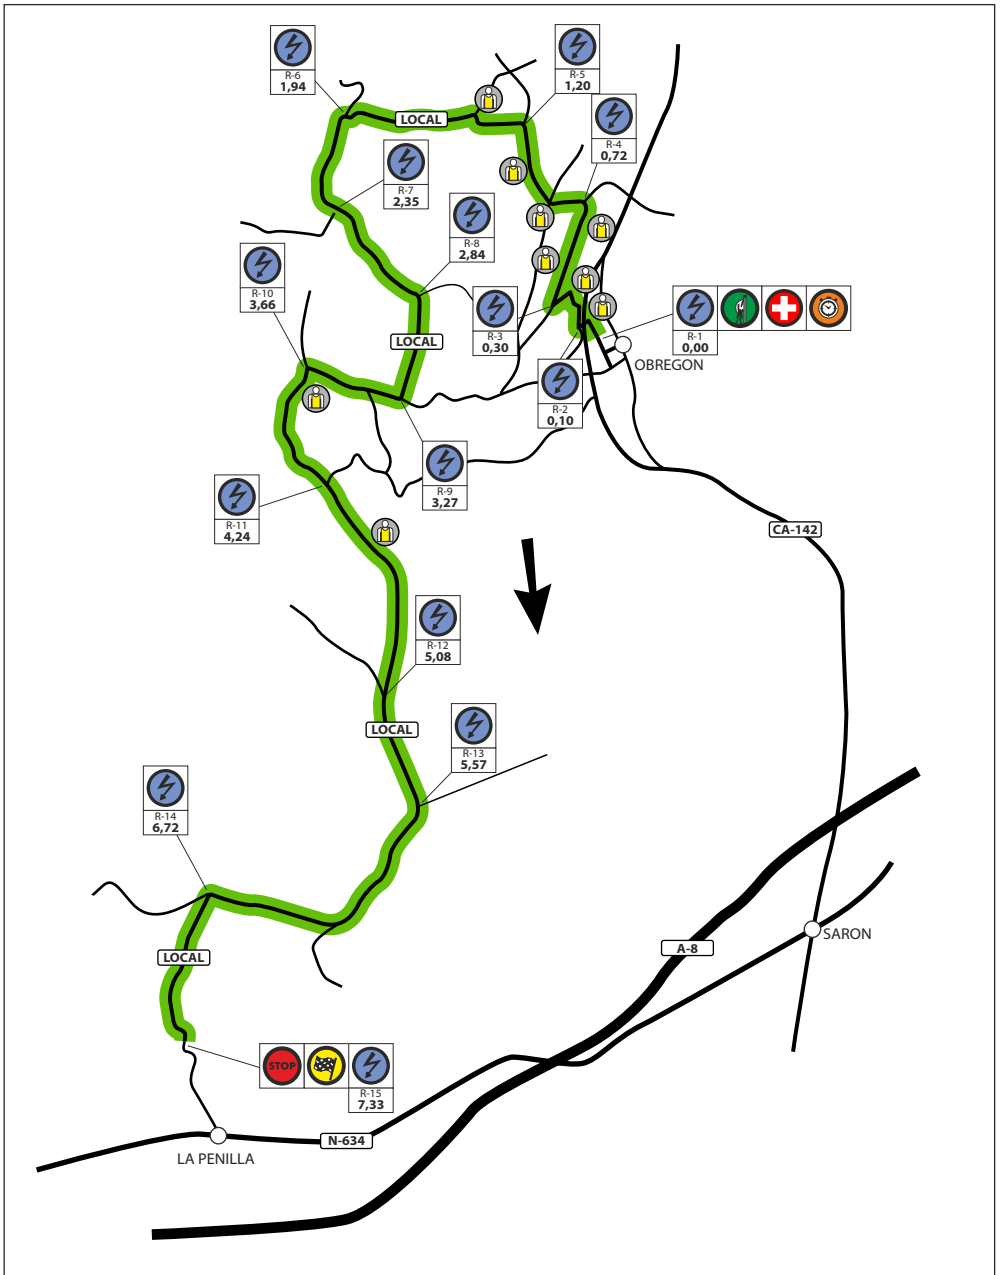 R-6
1,94
R-5
1,20
LOCAL
R-4
0,72
R-7
2,35
R-8
2,84
R-10
3,66
R-3
0,30
R-1
0,00
LOCAL
OBREGON
R-2
0,10
R-9
3,27
R-11
4,24
CA-142
R-12
5,08
LOCAL
R-13
5,57
R-14
6,72
SARON
A-8
LOCAL
STOP
R-15
7,33
N-634
LA PENILLA